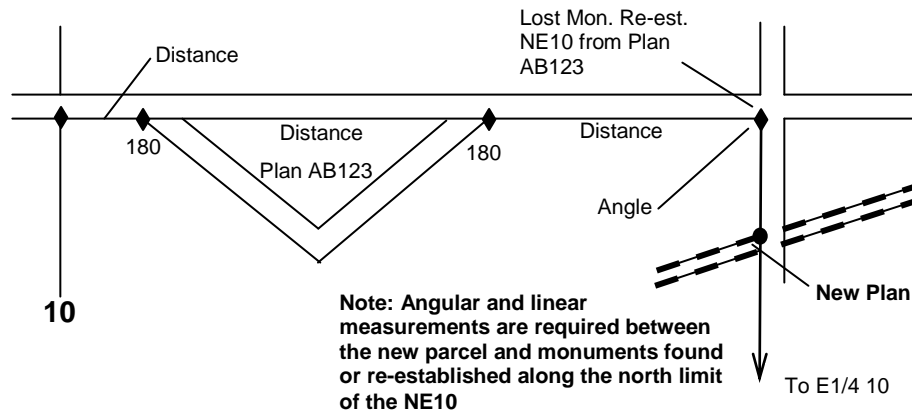 Lost Mon. Re-est.
NE10 from Plan
AB123
Distance
Distance
Distance
180
180
Plan AB123
Angle
10
New Plan
Note: Angular and linear
measurements are required between
the new parcel and monuments found
or re-established along the north limit
of the NE10
To E1/4 10